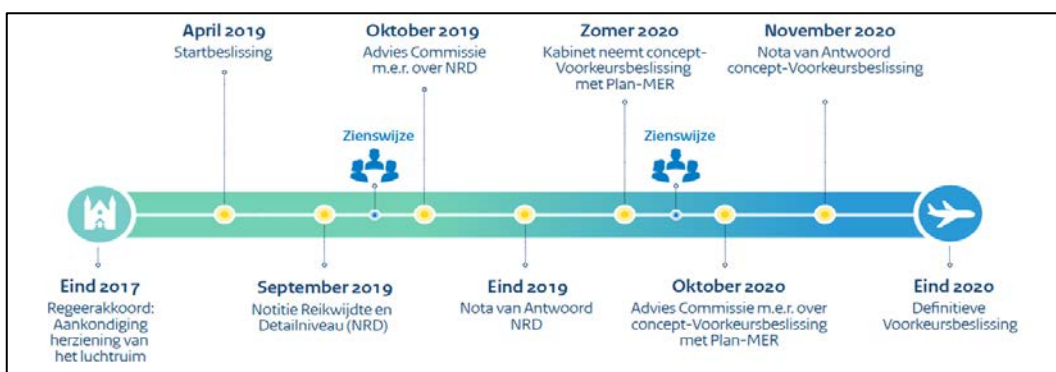 April 2019
Startbeslissing
Oktober 2019
Advies Commissie
m.e.r. over NRD
Zomer 2020
Kabinet neemt concept-
Voorkeursbeslissing
met Plan-MER
November 2020
Nota van Antwoord
concept-Voorkeursbeslissing
Zienswijze
Zienswijze
Eind 2017
Regeerakkoord:
Aankondiging
herziening van
het luchtruim
September 2019
Notitie Reikwijdte en
Detailniveau (NRD)
Eind 2019
Nota van Antwoord
NRD
Oktober 2020
Advies Commissie m.e.r. over
concept-Voorkeursbeslissing
met Plan-MER
Eind 2020
Definitieve
Voorkeursbeslissing